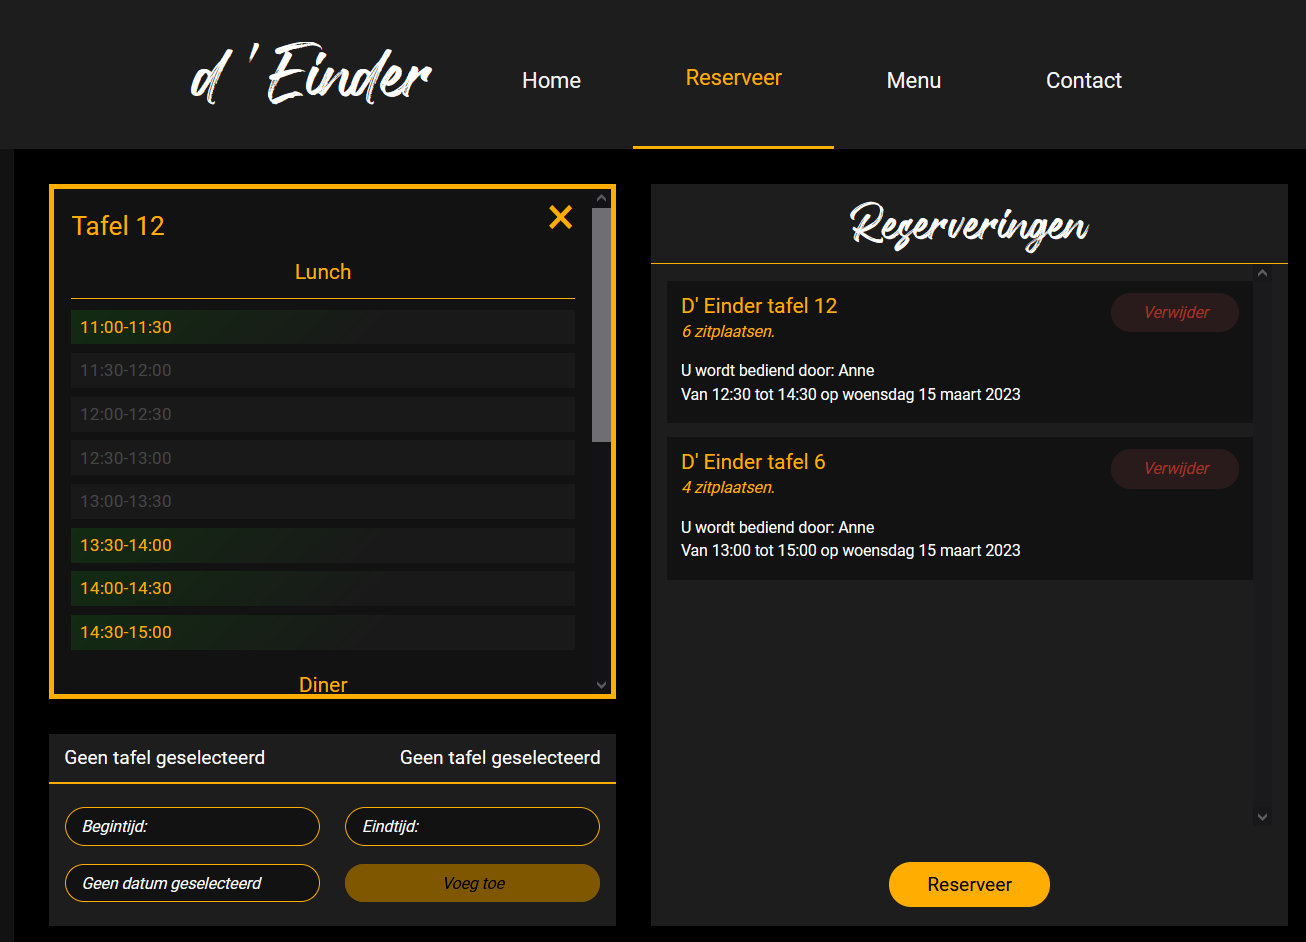 d ' Einder
Home
Reserveer
Menu
Contact
Tafel 12
Lunch
11:00-11:30
11:30-12:00
12:00-12:30
12:30-13:00
13:00-13:30
13:30-14:00
14:00-14:30
14:30-15:00
Diner
Geen tafel geselecteerd
Geen tafel geselecteerd
Begintijd:
Eindtijd:
Geen datum geselecteerd
Voeg toe
Reserveringen
D' Einder tafel 12
Verwijder
6 zitplaatsen.
U wordt bediend door: Anne
Van 12:30 tot 14:30 op woensdag 15 maart 2023
D' Einder tafel 6
Verwijder
4 zitplaatsen.
U wordt bediend door: Anne
Van 13:00 tot 15:00 op woensdag 15 maart 2023
Reserveer